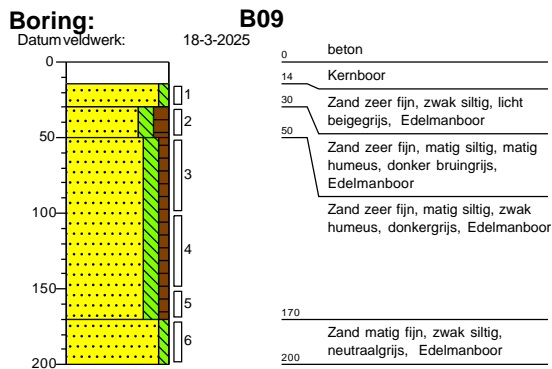 Boring: B09
Datum veldwerk: 18-3-2025
0
50
100
150
200
1
2
3
4
5
6
0 beton
14 Kernboor
30 Zand zeer fijn, zwak siltig, licht
beigegrijs, Edelmanboor
50 Zand zeer fijn, matig siltig, matig
humeus, donker bruingrijs,
Edelmanboor
Zand zeer fijn, matig siltig, zwak
humeus, donkergrijs, Edelmanboor
170
Zand matig fijn, zwak siltig,
neutraalgrijs, Edelmanboor
200